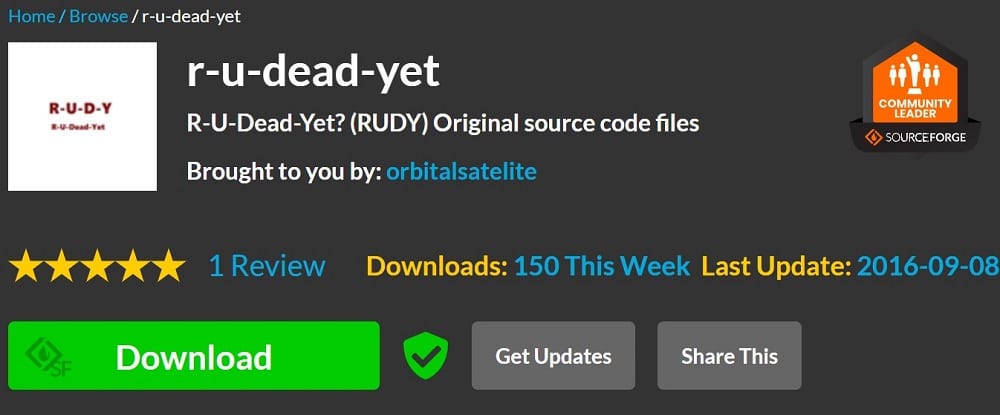 Home / Browse / r-u-dead-yet
R-U-D-Y
R-U-Dead-Yet
r-u-dead-yet
R-U-Dead-Yet? (RUDY) Original source code files
Brought to you by: orbitalsatelite
COMMUNITY
LEADER
SOURCEFORGE
1 Review
Downloads: 150 This Week Last Update: 2016-09-08
SF
Download
Get Updates
Share This